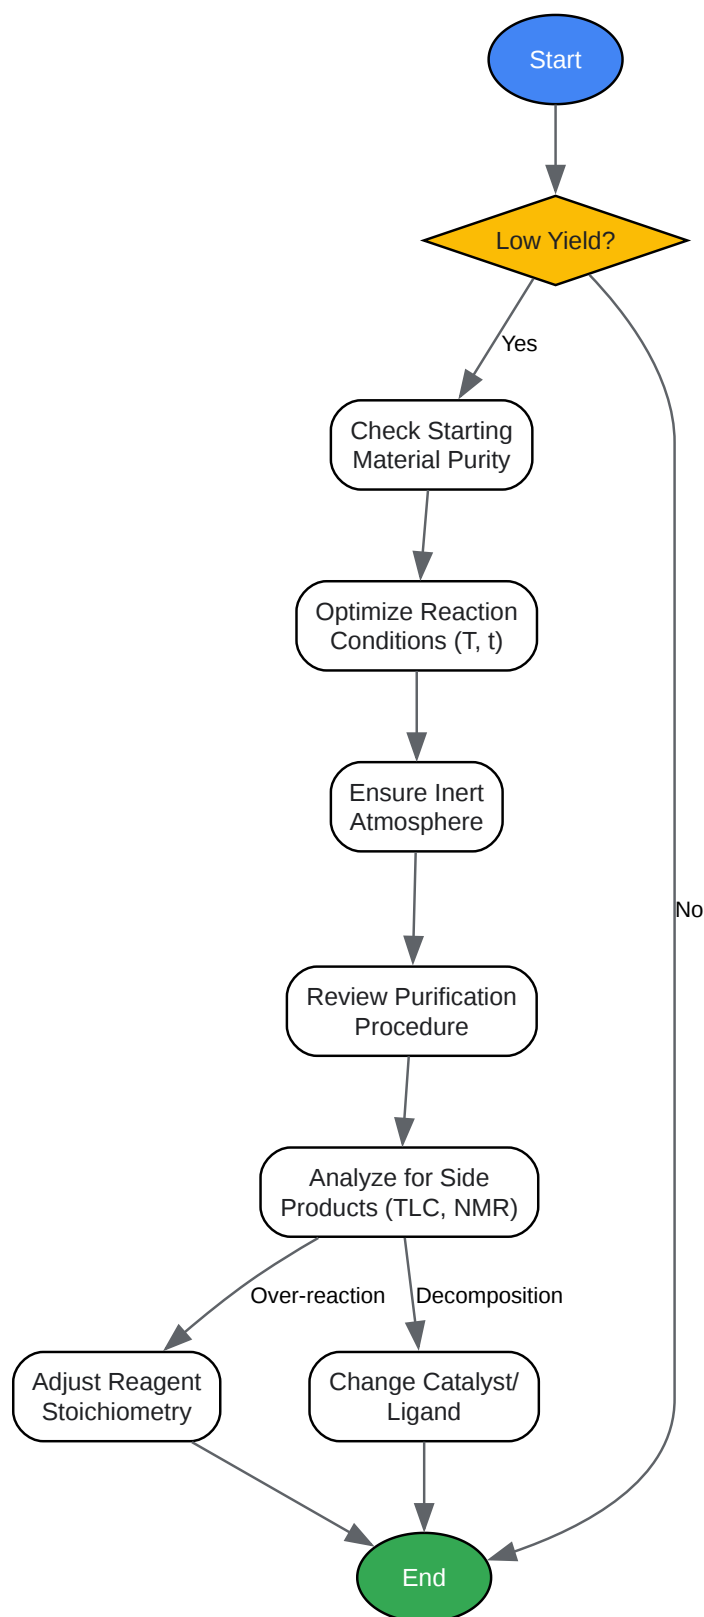 Start
Low Yield?
Yes
Check Starting
Material Purity
Optimize Reaction
Conditions (T, t)
Ensure Inert
Atmosphere
No
Review Purification
Procedure
Analyze for Side
Products (TLC, NMR)
Over-reaction
Decomposition
Adjust Reagent
Stoichiometry
Change Catalyst/
Ligand
End